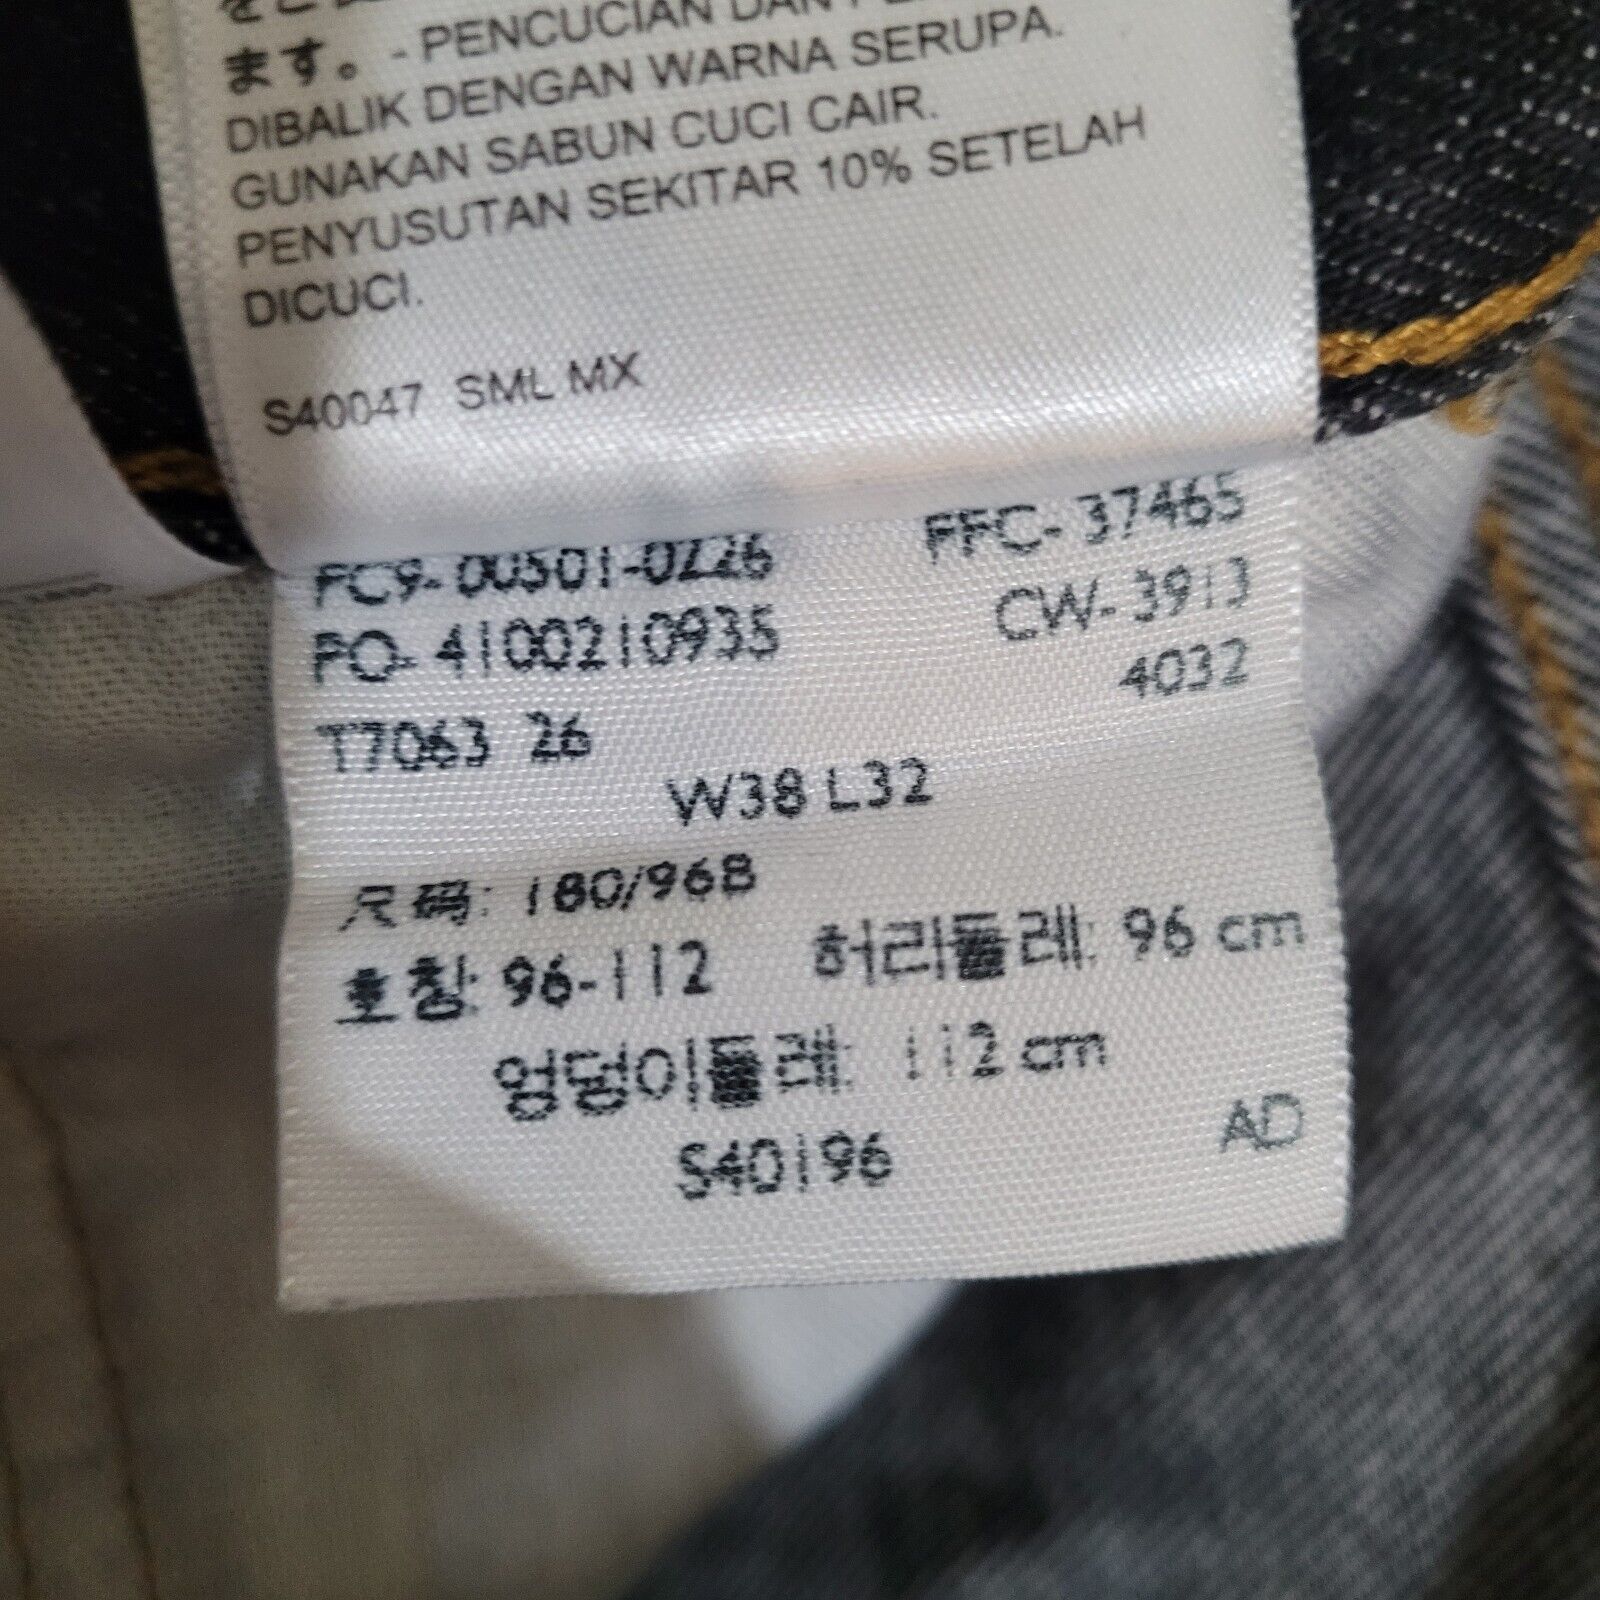 ます。 - PENCUCIAN DAN
DIBALIK DENGAN WARNA SERUPA.
GUNAKAN SABUN CUCI CAIR.
PENYUSUTAN SEKITAR 10% SETELAH
DICUCI.
S40047 SML MX
PC9- 00501-0226 FFC- 37465
PO- 4100210935 CW-3913
T7063 26 4032
W38 L32
尺码: 180/96B
호칭: 96-112 허리둘레: 96 cm
엉덩이둘레: 112 cm
S40196 AD